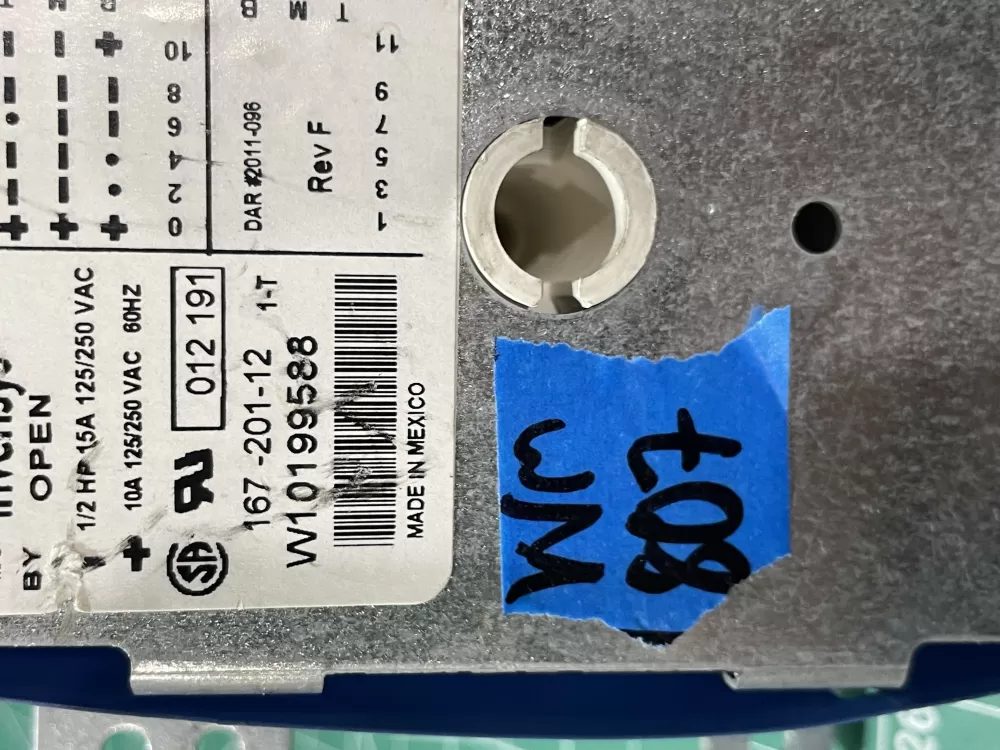 BY
OPEN
1/2 HP 15A 125/250 VAC
+ 10A 125/250 VAC 60HZ
012 191
167-201-12 1-T
W10199588
MADE IN MEXICO
0 2 4 6 8 10
DAR #2011-096
Rev F
1 3 5 7 9 11
W/M
807